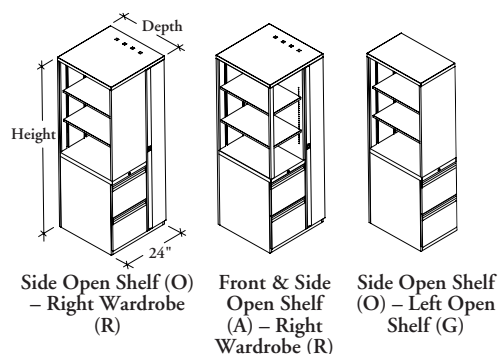 Depth
Height
24"
Side Open Shelf (O)
– Right Wardrobe
(R)
Front & Side
Open Shelf
(A) – Right
Wardrobe (R)
Side Open Shelf
(O) – Left Open
Shelf (G)